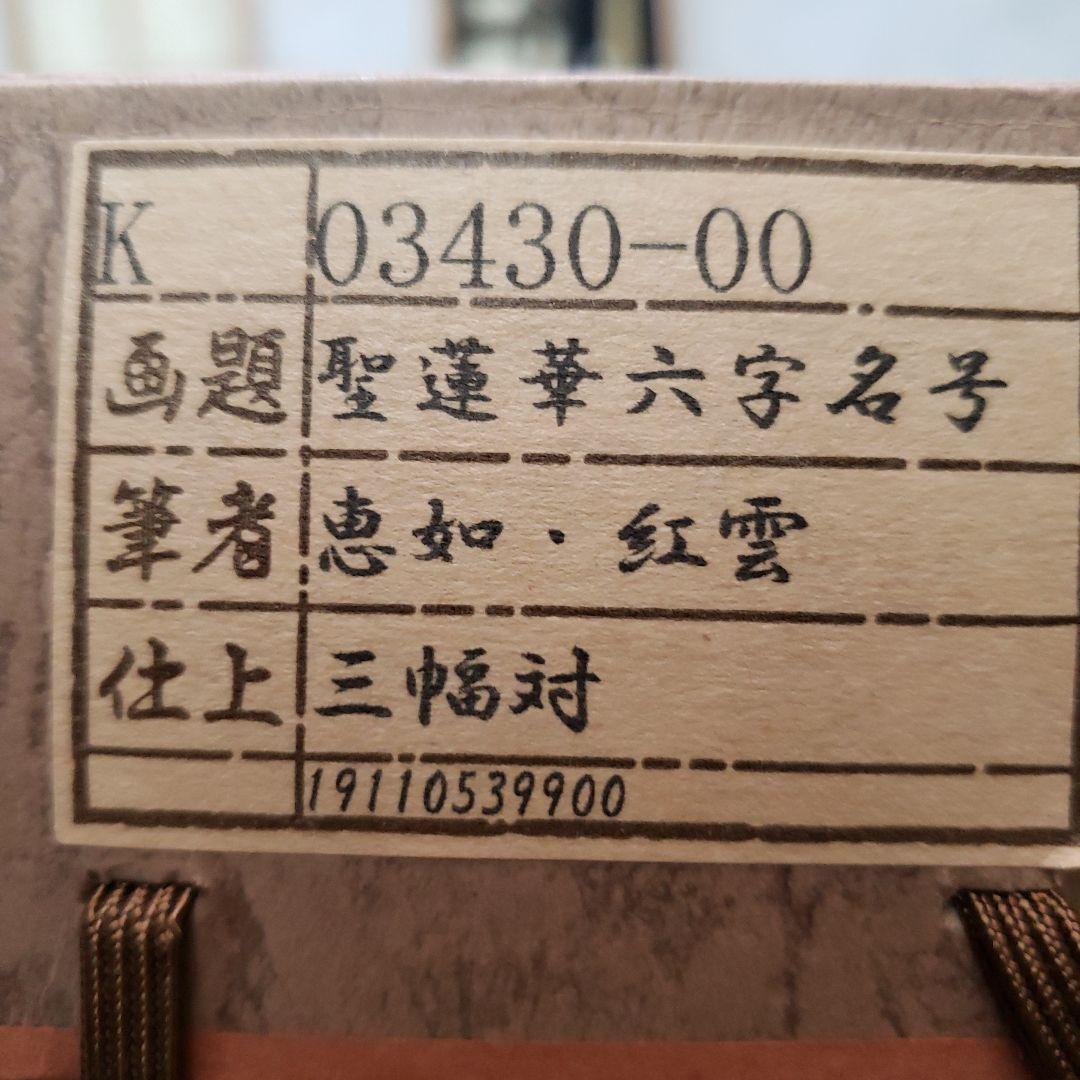 K 03430-00
画題 聖蓮華六字名号
筆者 恵如・紅雲
仕上 三幅対
19110539900